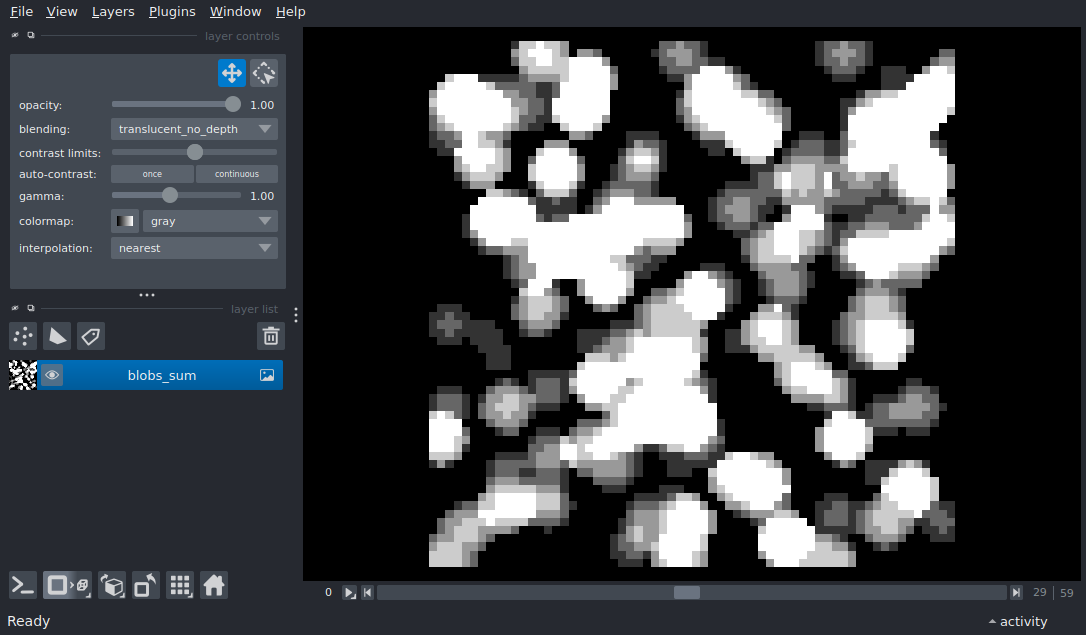 File View Layers Plugins Window Help
layer controls
opacity: 1.00
blending: translucent_no_depth
contrast limits:
auto-contrast: once continuous
gamma: 1.00
colormap: gray
interpolation: nearest
layer list
blobs_sum
0 29 59
Ready activity